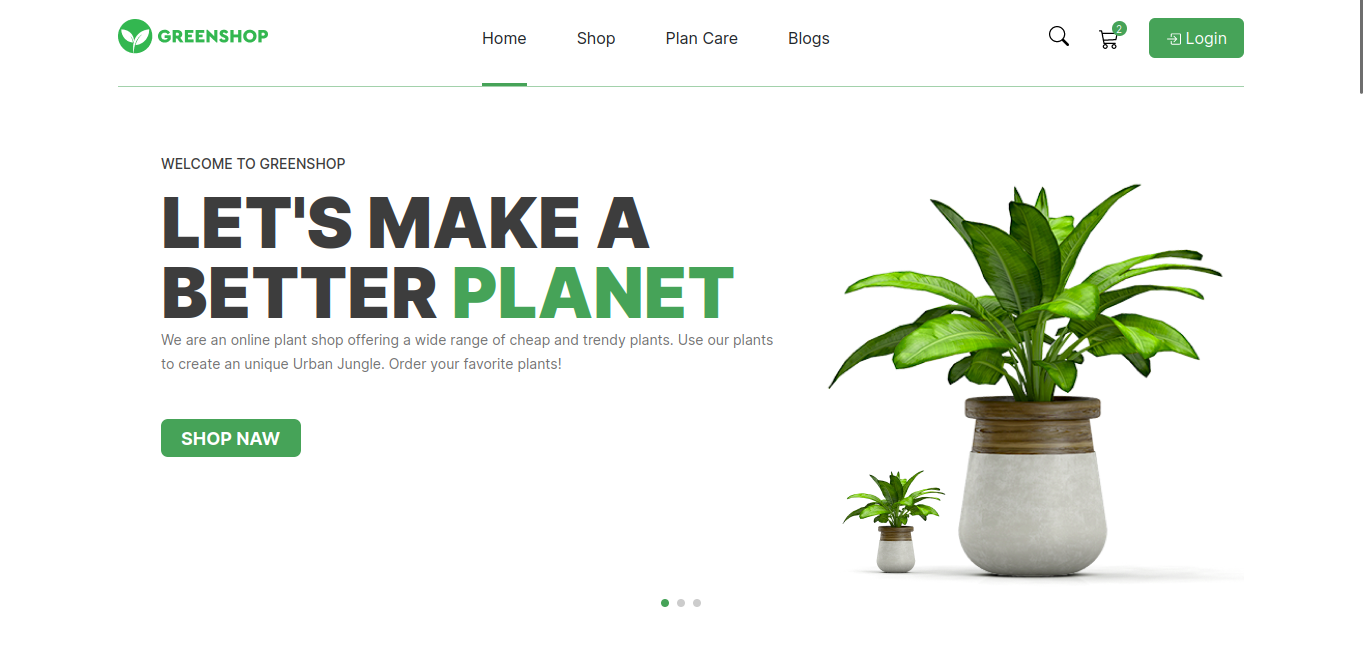 GREENSHOP
Home Shop Plan Care Blogs 2 Login
WELCOME TO GREENSHOP
LET'S MAKE A
BETTER PLANET
We are an online plant shop offering a wide range of cheap and trendy plants. Use our plants
to create an unique Urban Jungle. Order your favorite plants!
SHOP NAW